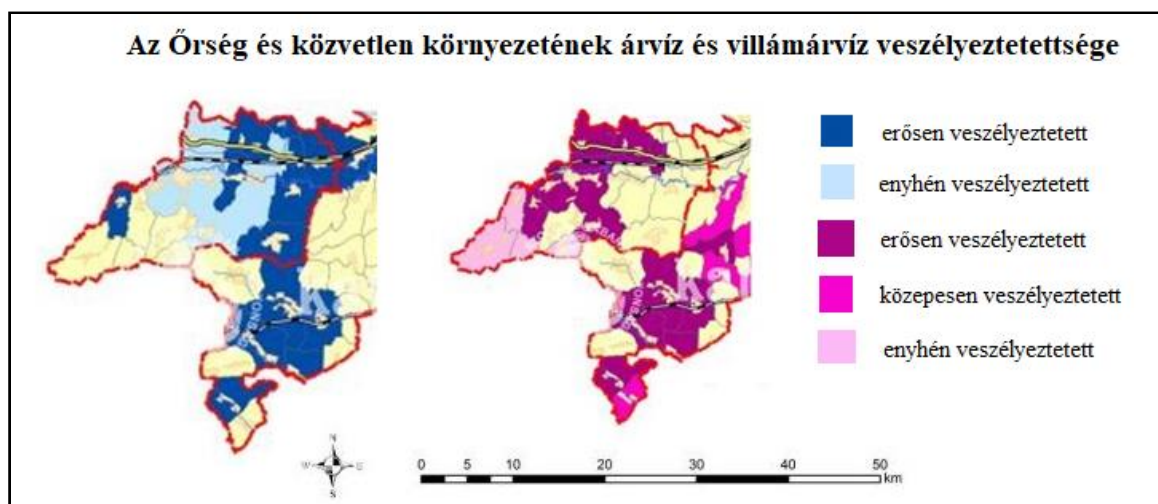 Az Őrség és közvetlen környezetének árvíz és villámárvíz veszélyeztetettsége
erősen veszélyeztetett
enyhén veszélyeztetett
erősen veszélyeztetett
közepesen veszélyeztetett
enyhén veszélyeztetett
N
W
S
0 5 10 20 30 40 50
km